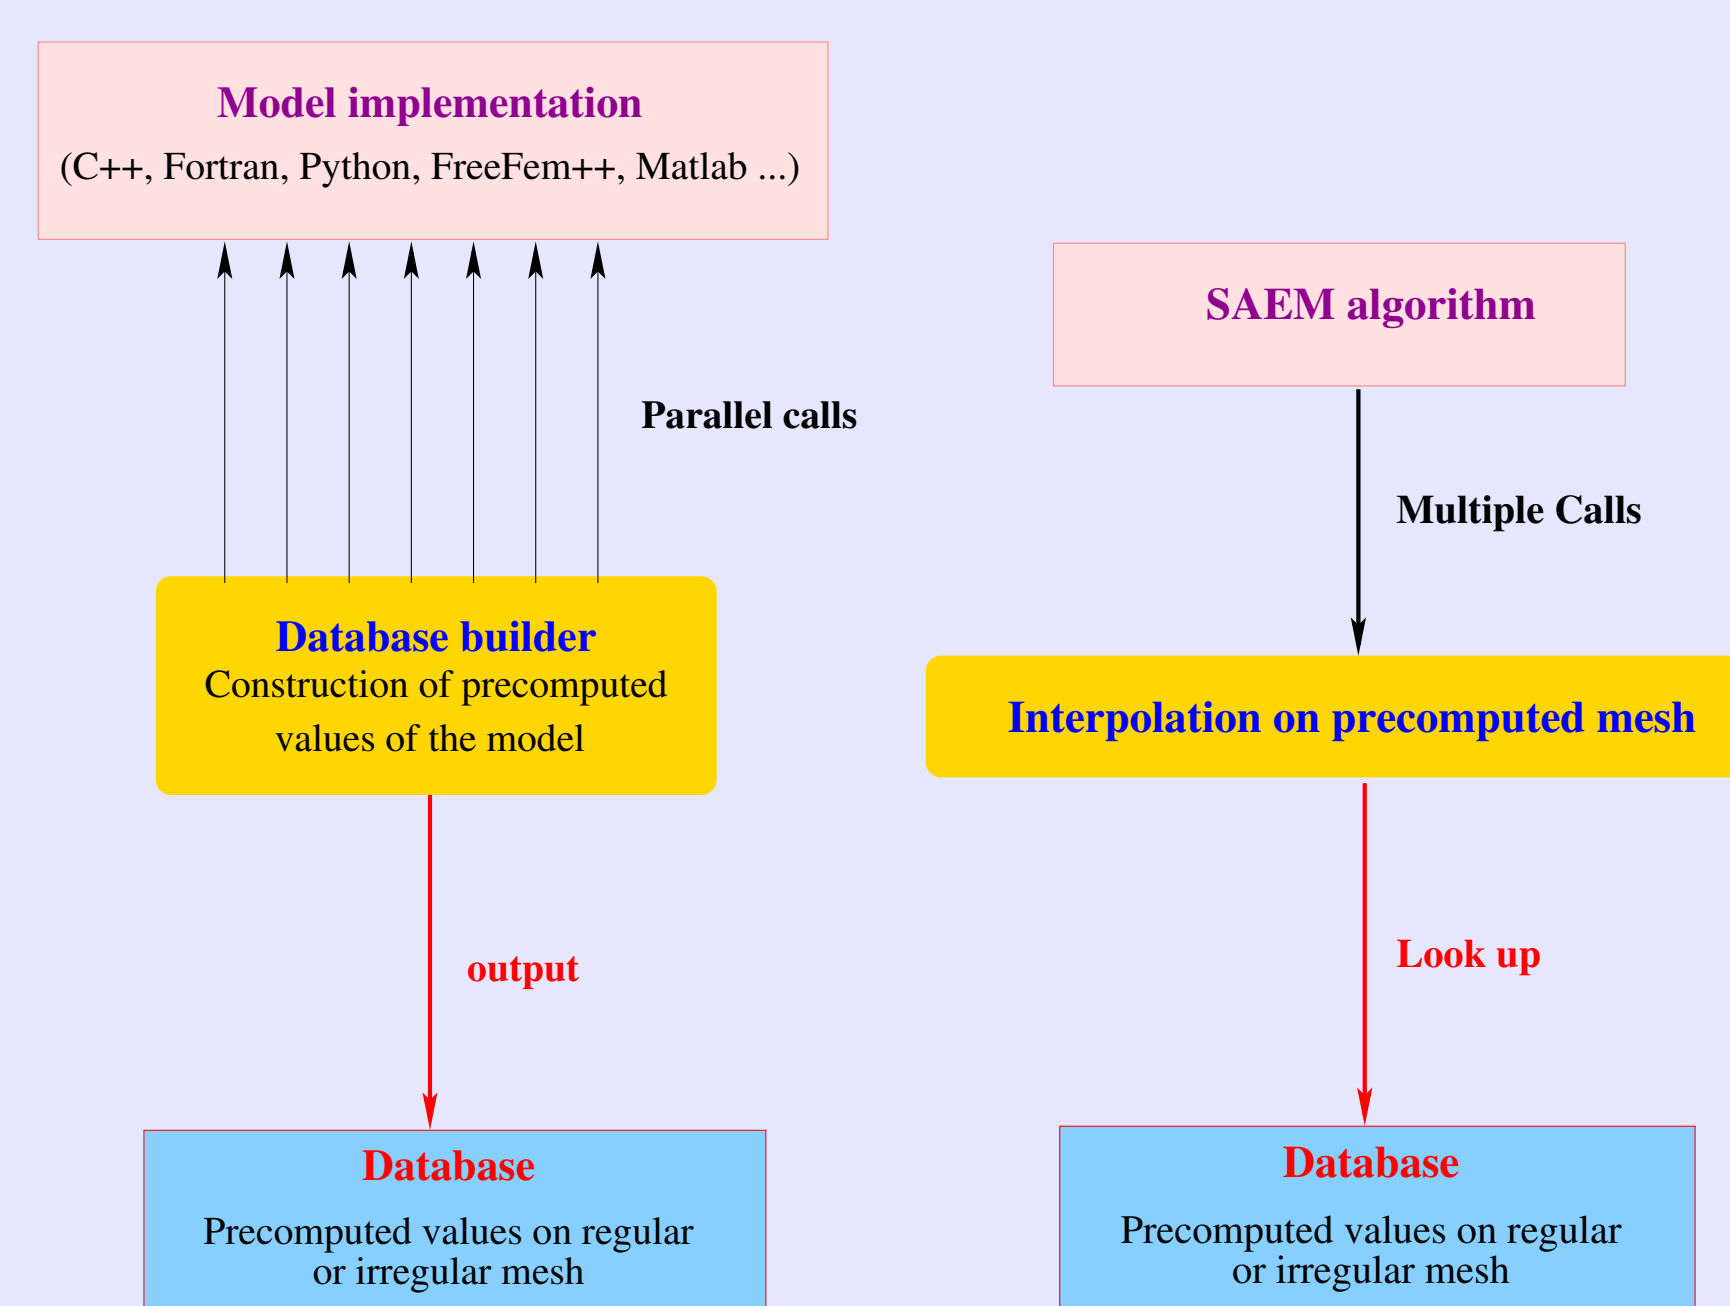 Model implementation
(C++, Fortran, Python, FreeFem++, Matlab ...)
Parallel calls
Database builder
Construction of precomputed
values of the model
output
Database
Precomputed values on regular
or irregular mesh
SAEM algorithm
Multiple Calls
Interpolation on precomputed mesh
Look up
Database
Precomputed values on regular
or irregular mesh